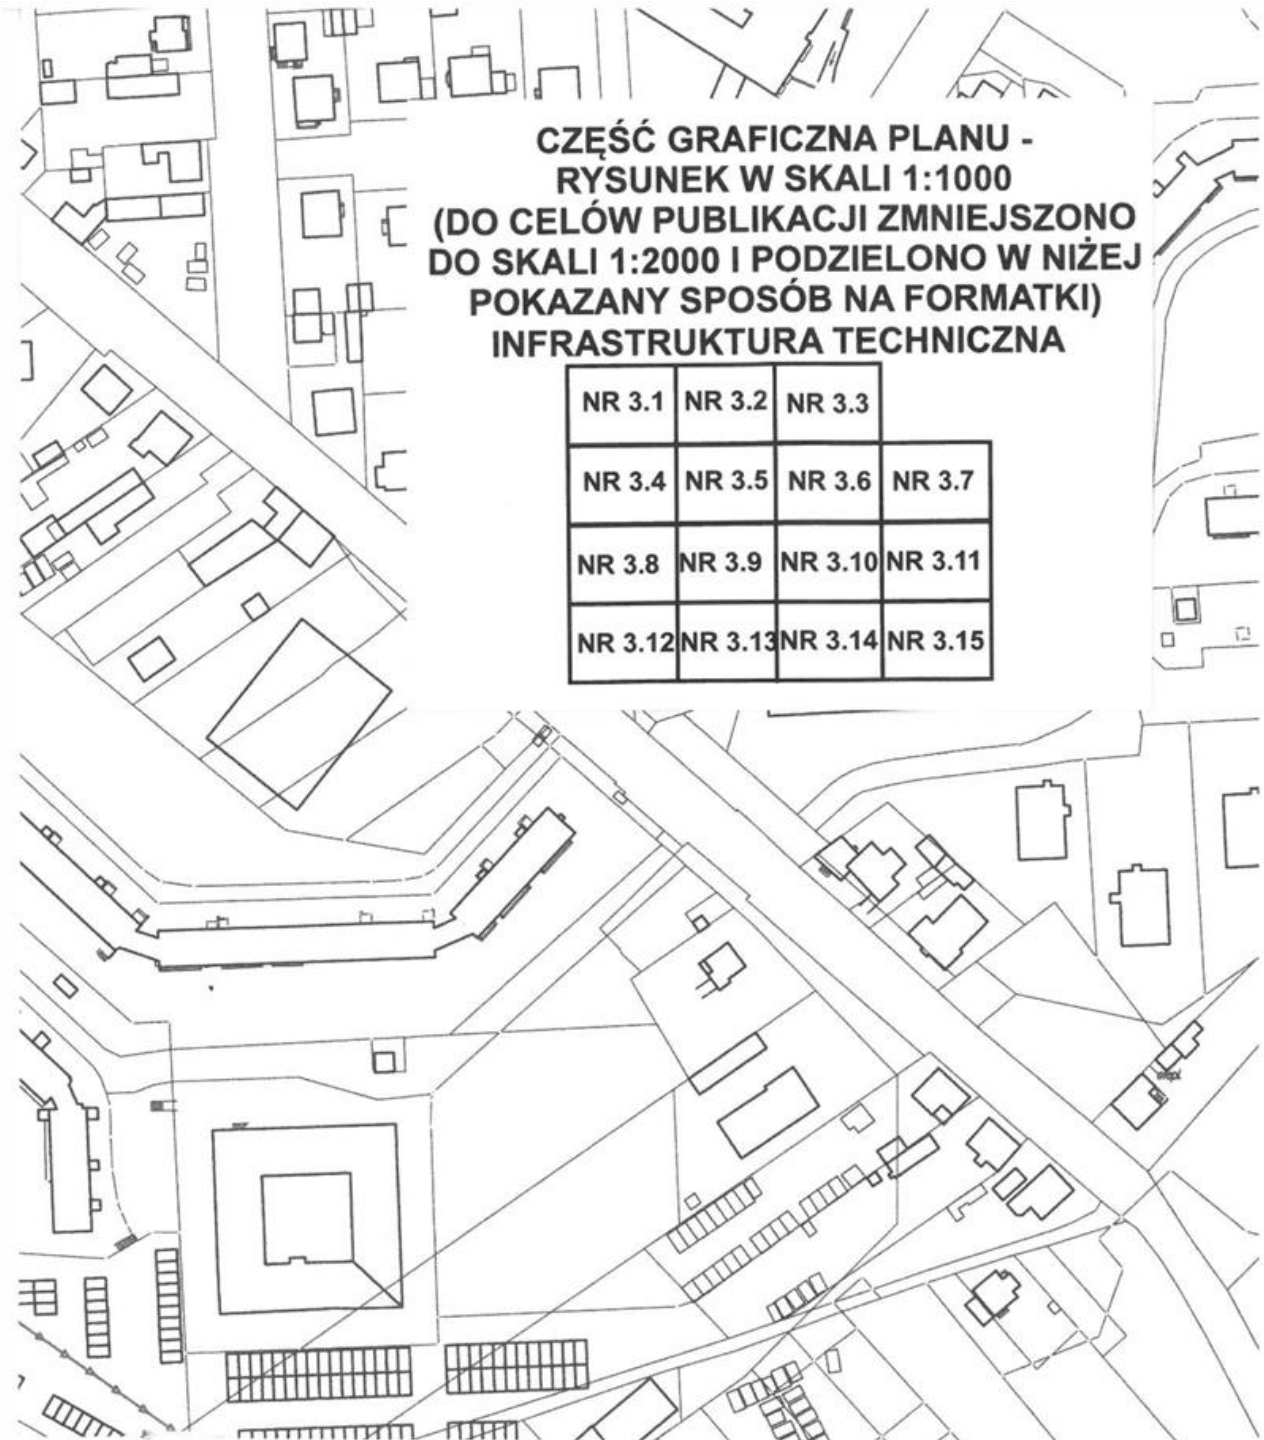 CZĘŚĆ GRAFICZNA PLANU -
RYSUNEK W SKALI 1:1000
(DO CELÓW PUBLIKACJI ZMNIEJSZONO
DO SKALI 1:2000 I PODZIELONO W NIŻEJ
POKAZANY SPOSÓB NA FORMATKI)
INFRASTRUKTURA TECHNICZNA
NR 3.1 NR 3.2 NR 3.3
NR 3.4 NR 3.5 NR 3.6 NR 3.7
NR 3.8 NR 3.9 NR 3.10 NR 3.11
NR 3.12 NR 3.13 NR 3.14 NR 3.15